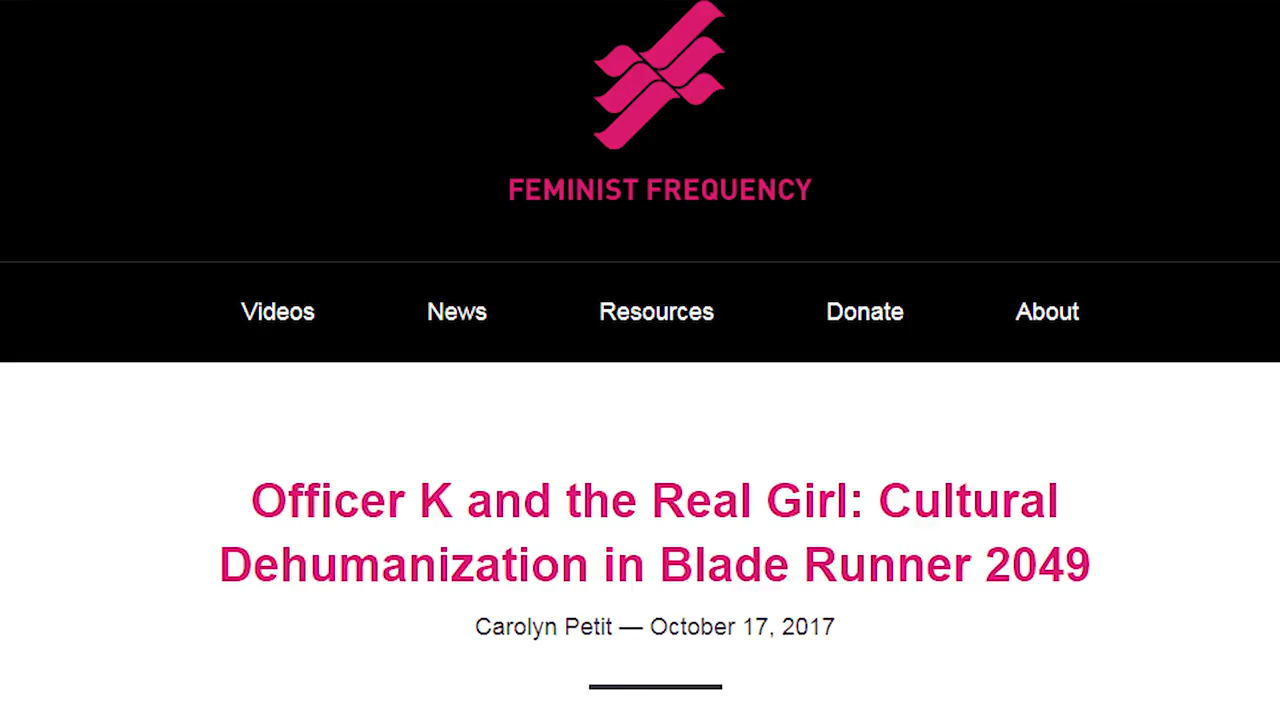 FEMINIST FREQUENCY
Videos News Resources Donate About
Officer K and the Real Girl: Cultural
Dehumanization in Blade Runner 2049
Carolyn Petit — October 17, 2017